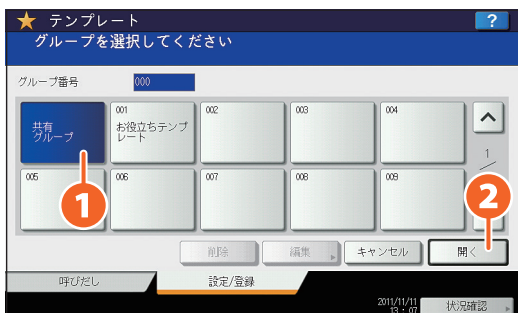 テンプレート
?
グループを選択してください
グループ番号
000
共有
グループ
001
お役立ちテンプ
レート
002
003
004
1
005
006
007
008
009
1
2
削除
編集
キャンセル
開く
呼びだし
設定/登録
2011/11/11
13 : 07
状況確認